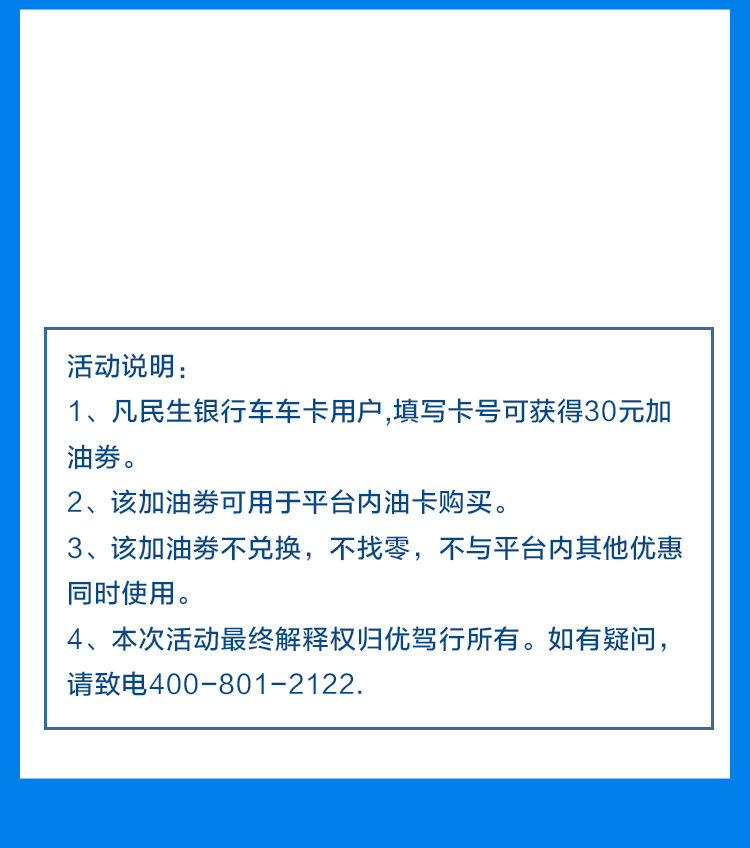 活动说明：
1、凡民生银行车车卡用户,填写卡号可获得30元加
油劵。
2、该加油劵可用于平台内油卡购买。
3、该加油劵不兑换，不找零，不与平台内其他优惠
同时使用。
4、本次活动最终解释权归优驾行所有。如有疑问，
请致电400-801-2122.